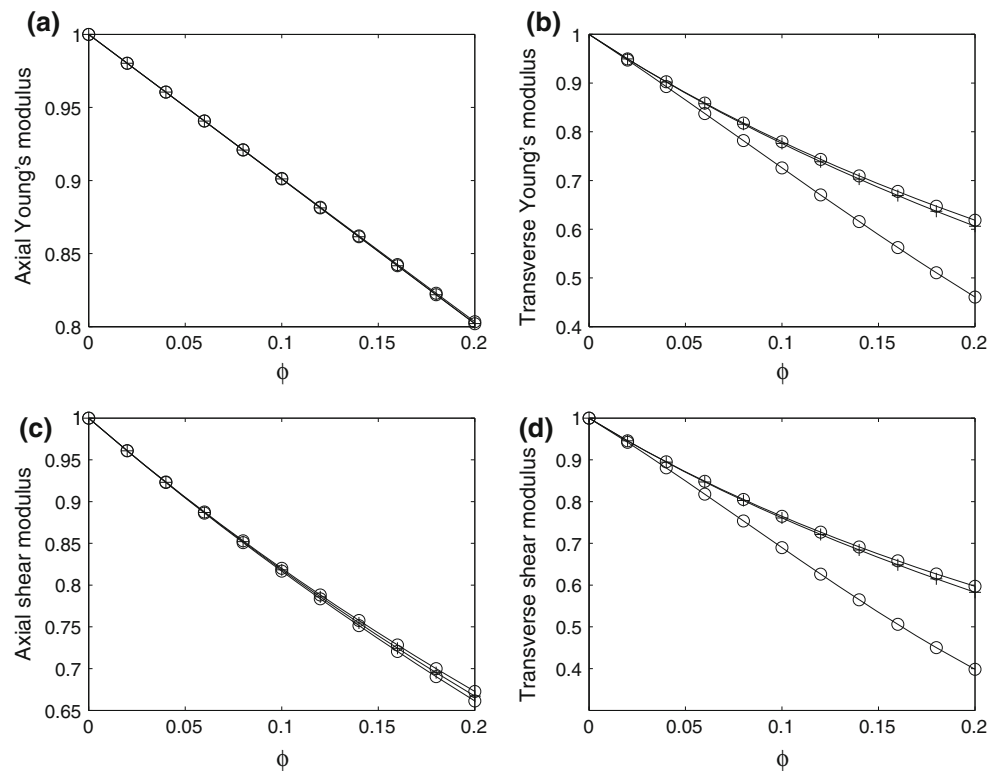 (a)
Axial Young's modulus
1
0.95
0.9
0.85
0.8
0 0.05 0.1 0.15 0.2
ϕ
(b)
Transverse Young's modulus
1
0.9
0.8
0.7
0.6
0.5
0.4
0 0.05 0.1 0.15 0.2
ϕ
(c)
Axial shear modulus
1
0.95
0.9
0.85
0.8
0.75
0.7
0.65
0 0.05 0.1 0.15 0.2
ϕ
(d)
Transverse shear modulus
1
0.9
0.8
0.7
0.6
0.5
0.4
0 0.05 0.1 0.15 0.2
ϕ